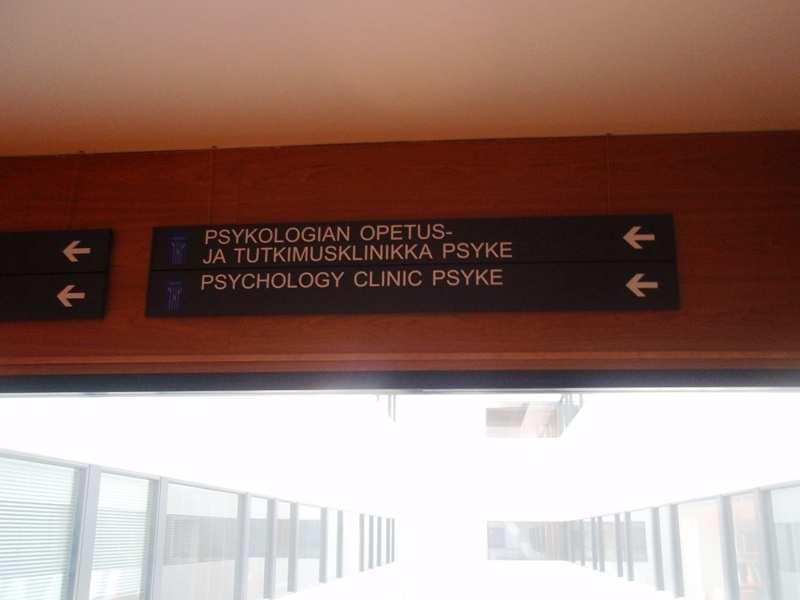 PSYKOLOGIAN OPETUS-
JA TUTKIMUSKLINIKKA PSYKE
PSYCHOLOGY CLINIC PSYKE